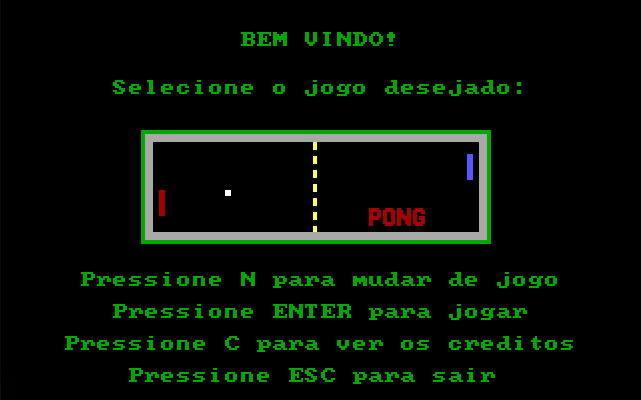 BEM VINDO!
Selecione o jogo desejado:
PONG
Pressione N para mudar de jogo
Pressione ENTER para jogar
Pressione C para ver os creditos
Pressione ESC para sair